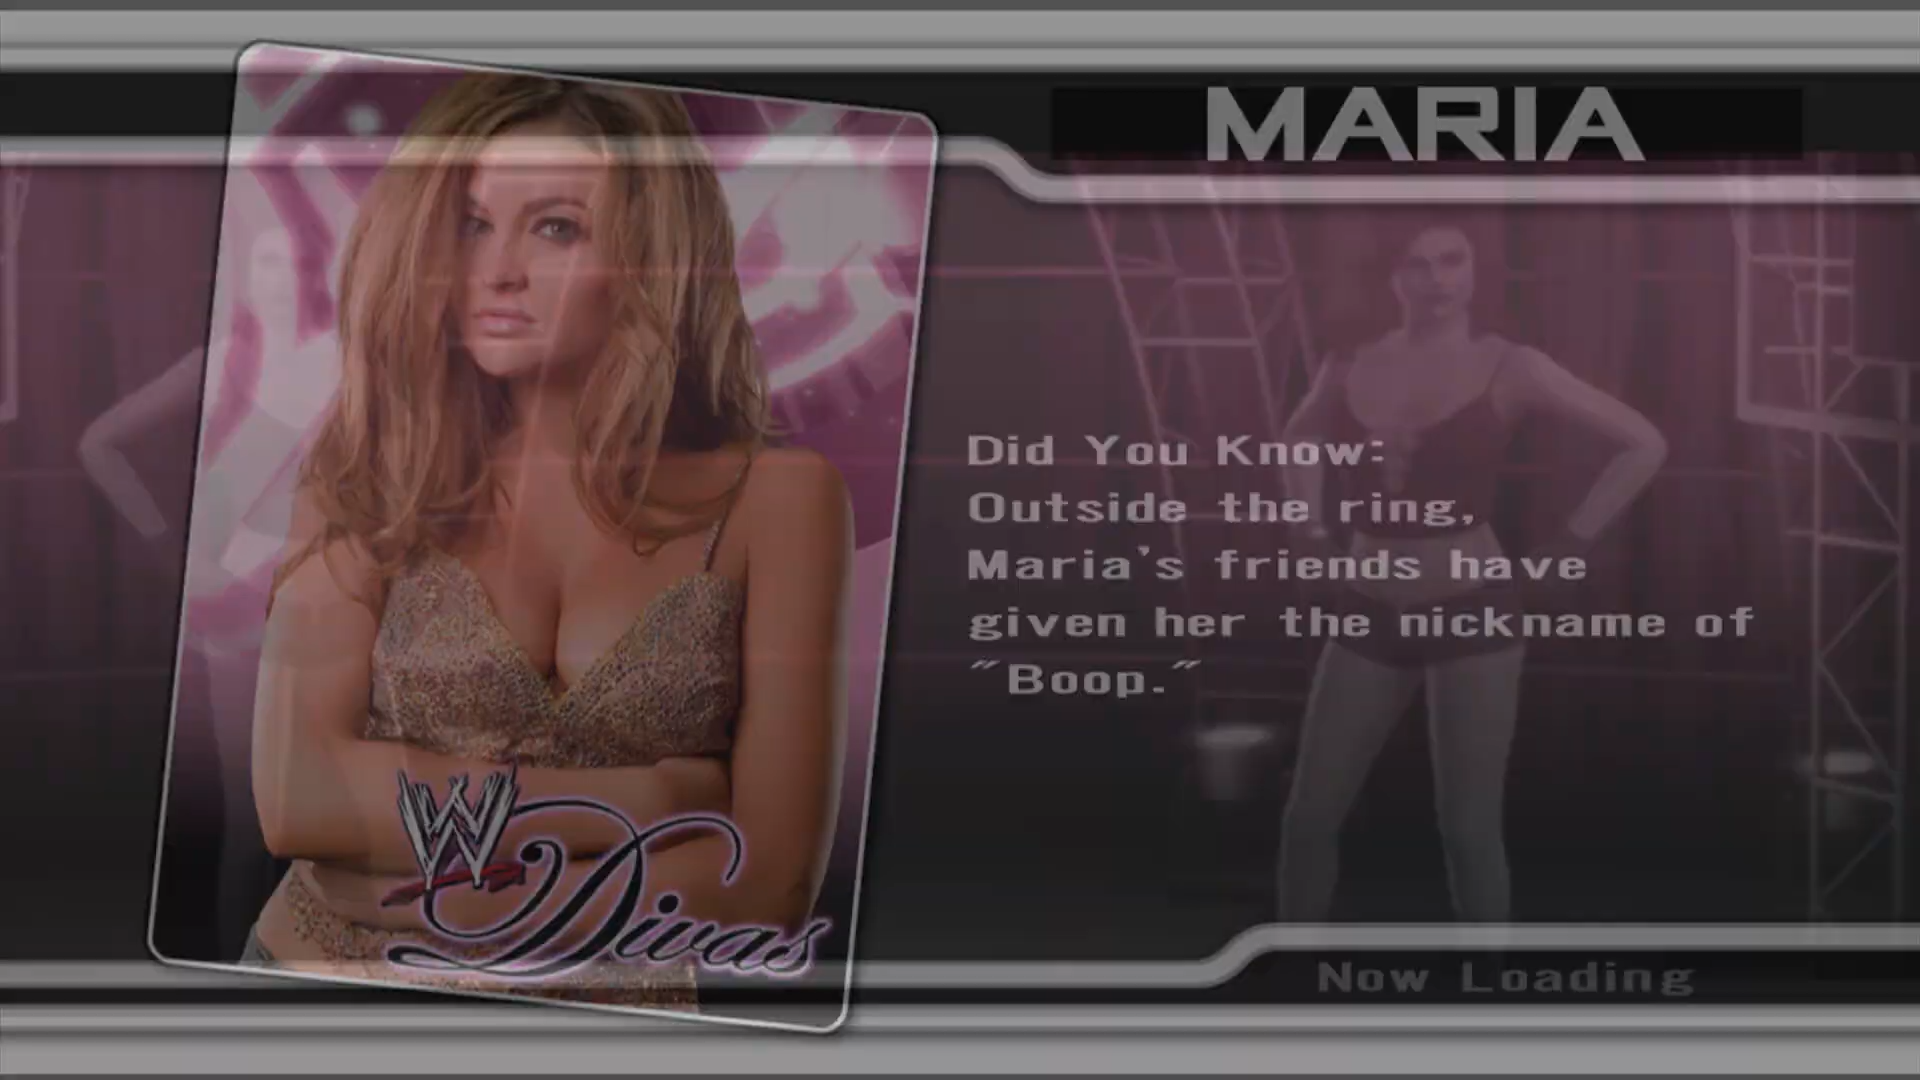 MARIA
Did You Know:
Outside the ring,
Maria's friends have
given her the nickname of
"Boop."
W
Divas
Now Loading